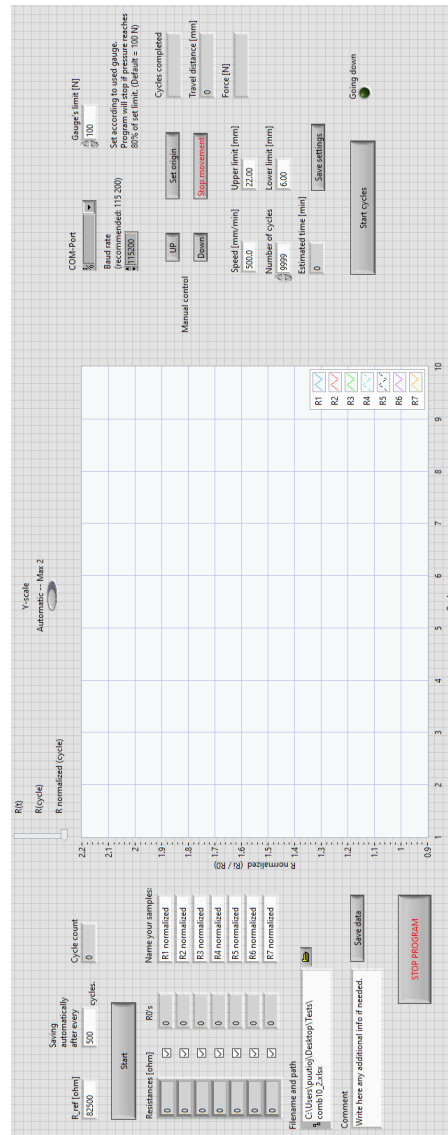 R_ref [ohm]
82500
Saving
automatically
after every
500
cycles.
Cycle count
0
Start
Resistances [ohm]
R0's
Name your samples:
0
0
R1 normalized
0
0
R2 normalized
0
0
R3 normalized
0
0
R4 normalized
0
0
R5 normalized
0
0
R6 normalized
0
0
R7 normalized
Filename and path
C:\Users\puutioj\Desktop\Tests\
comb10_2.xlsx
Comment
Write here any additional info if needed.
Save data
STOP PROGRAM
R(t)
R(cycle)
R normalized (cycle)
Y-scale
Automatic -- Max 2
R normalized (Ri / R0)
2.2
2.1
2
1.9
1.8
1.7
1.6
1.5
1.4
1.3
1.2
1.1
1
0.9
1
2
3
4
5
6
7
8
9
10
R1
R2
R3
R4
R5
R6
R7
COM-Port
Baud rate
(recommended: 115 200)
115200
Gauge's limit [N]
100
Set according to used gauge.
Program will stop if pressure reaches
80% of set limit. (Default = 100 N)
Manual control
UP
Down
Set origin
Stop movement
Cycles completed
Travel distance [mm]
0
Force [N]
Speed [mm/min]
500.0
Upper limit [mm]
22.00
Number of cycles
9999
Lower limit [mm]
6.00
Estimated time [min]
0
Save settings
Start cycles
Going down